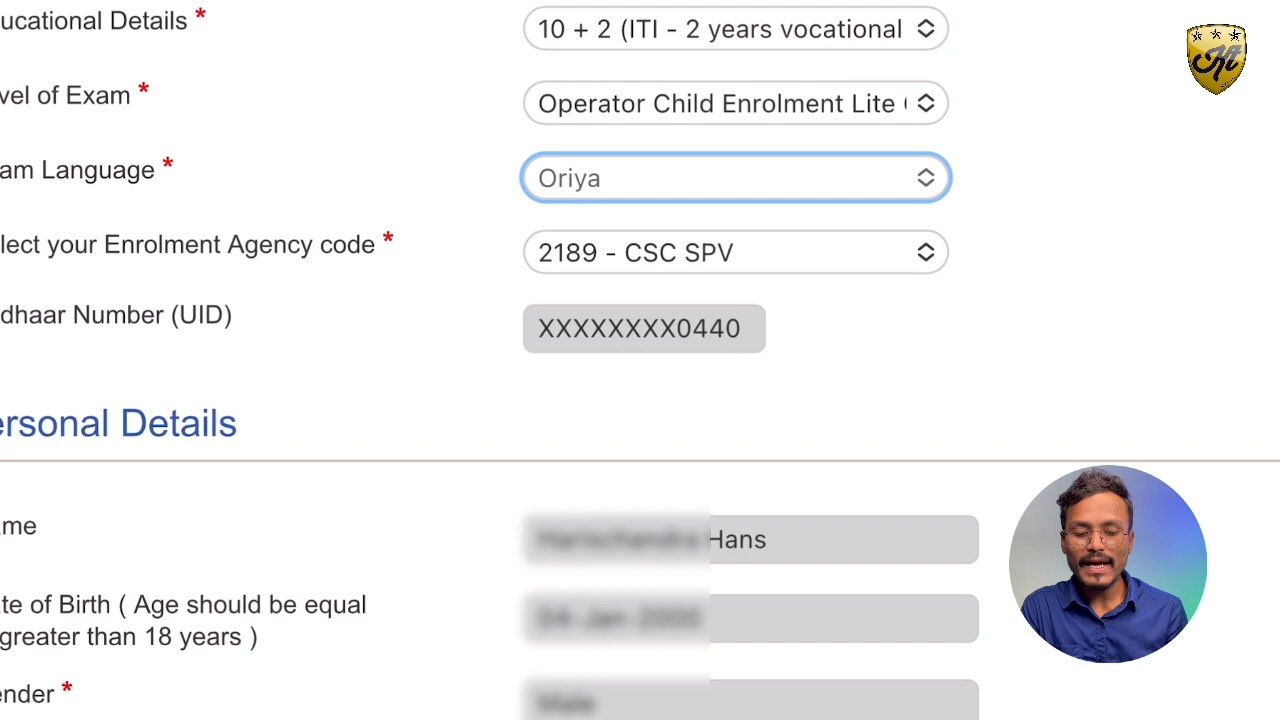 ucational Details *
10 + 2 (ITI - 2 years vocational
vel of Exam *
Operator Child Enrolment Lite
am Language *
Oriya
lect your Enrolment Agency code *
2189 - CSC SPV
dhaar Number (UID)
XXXXXXXX0440
ersonal Details
me
Hans
te of Birth ( Age should be equal
greater than 18 years )
ender *